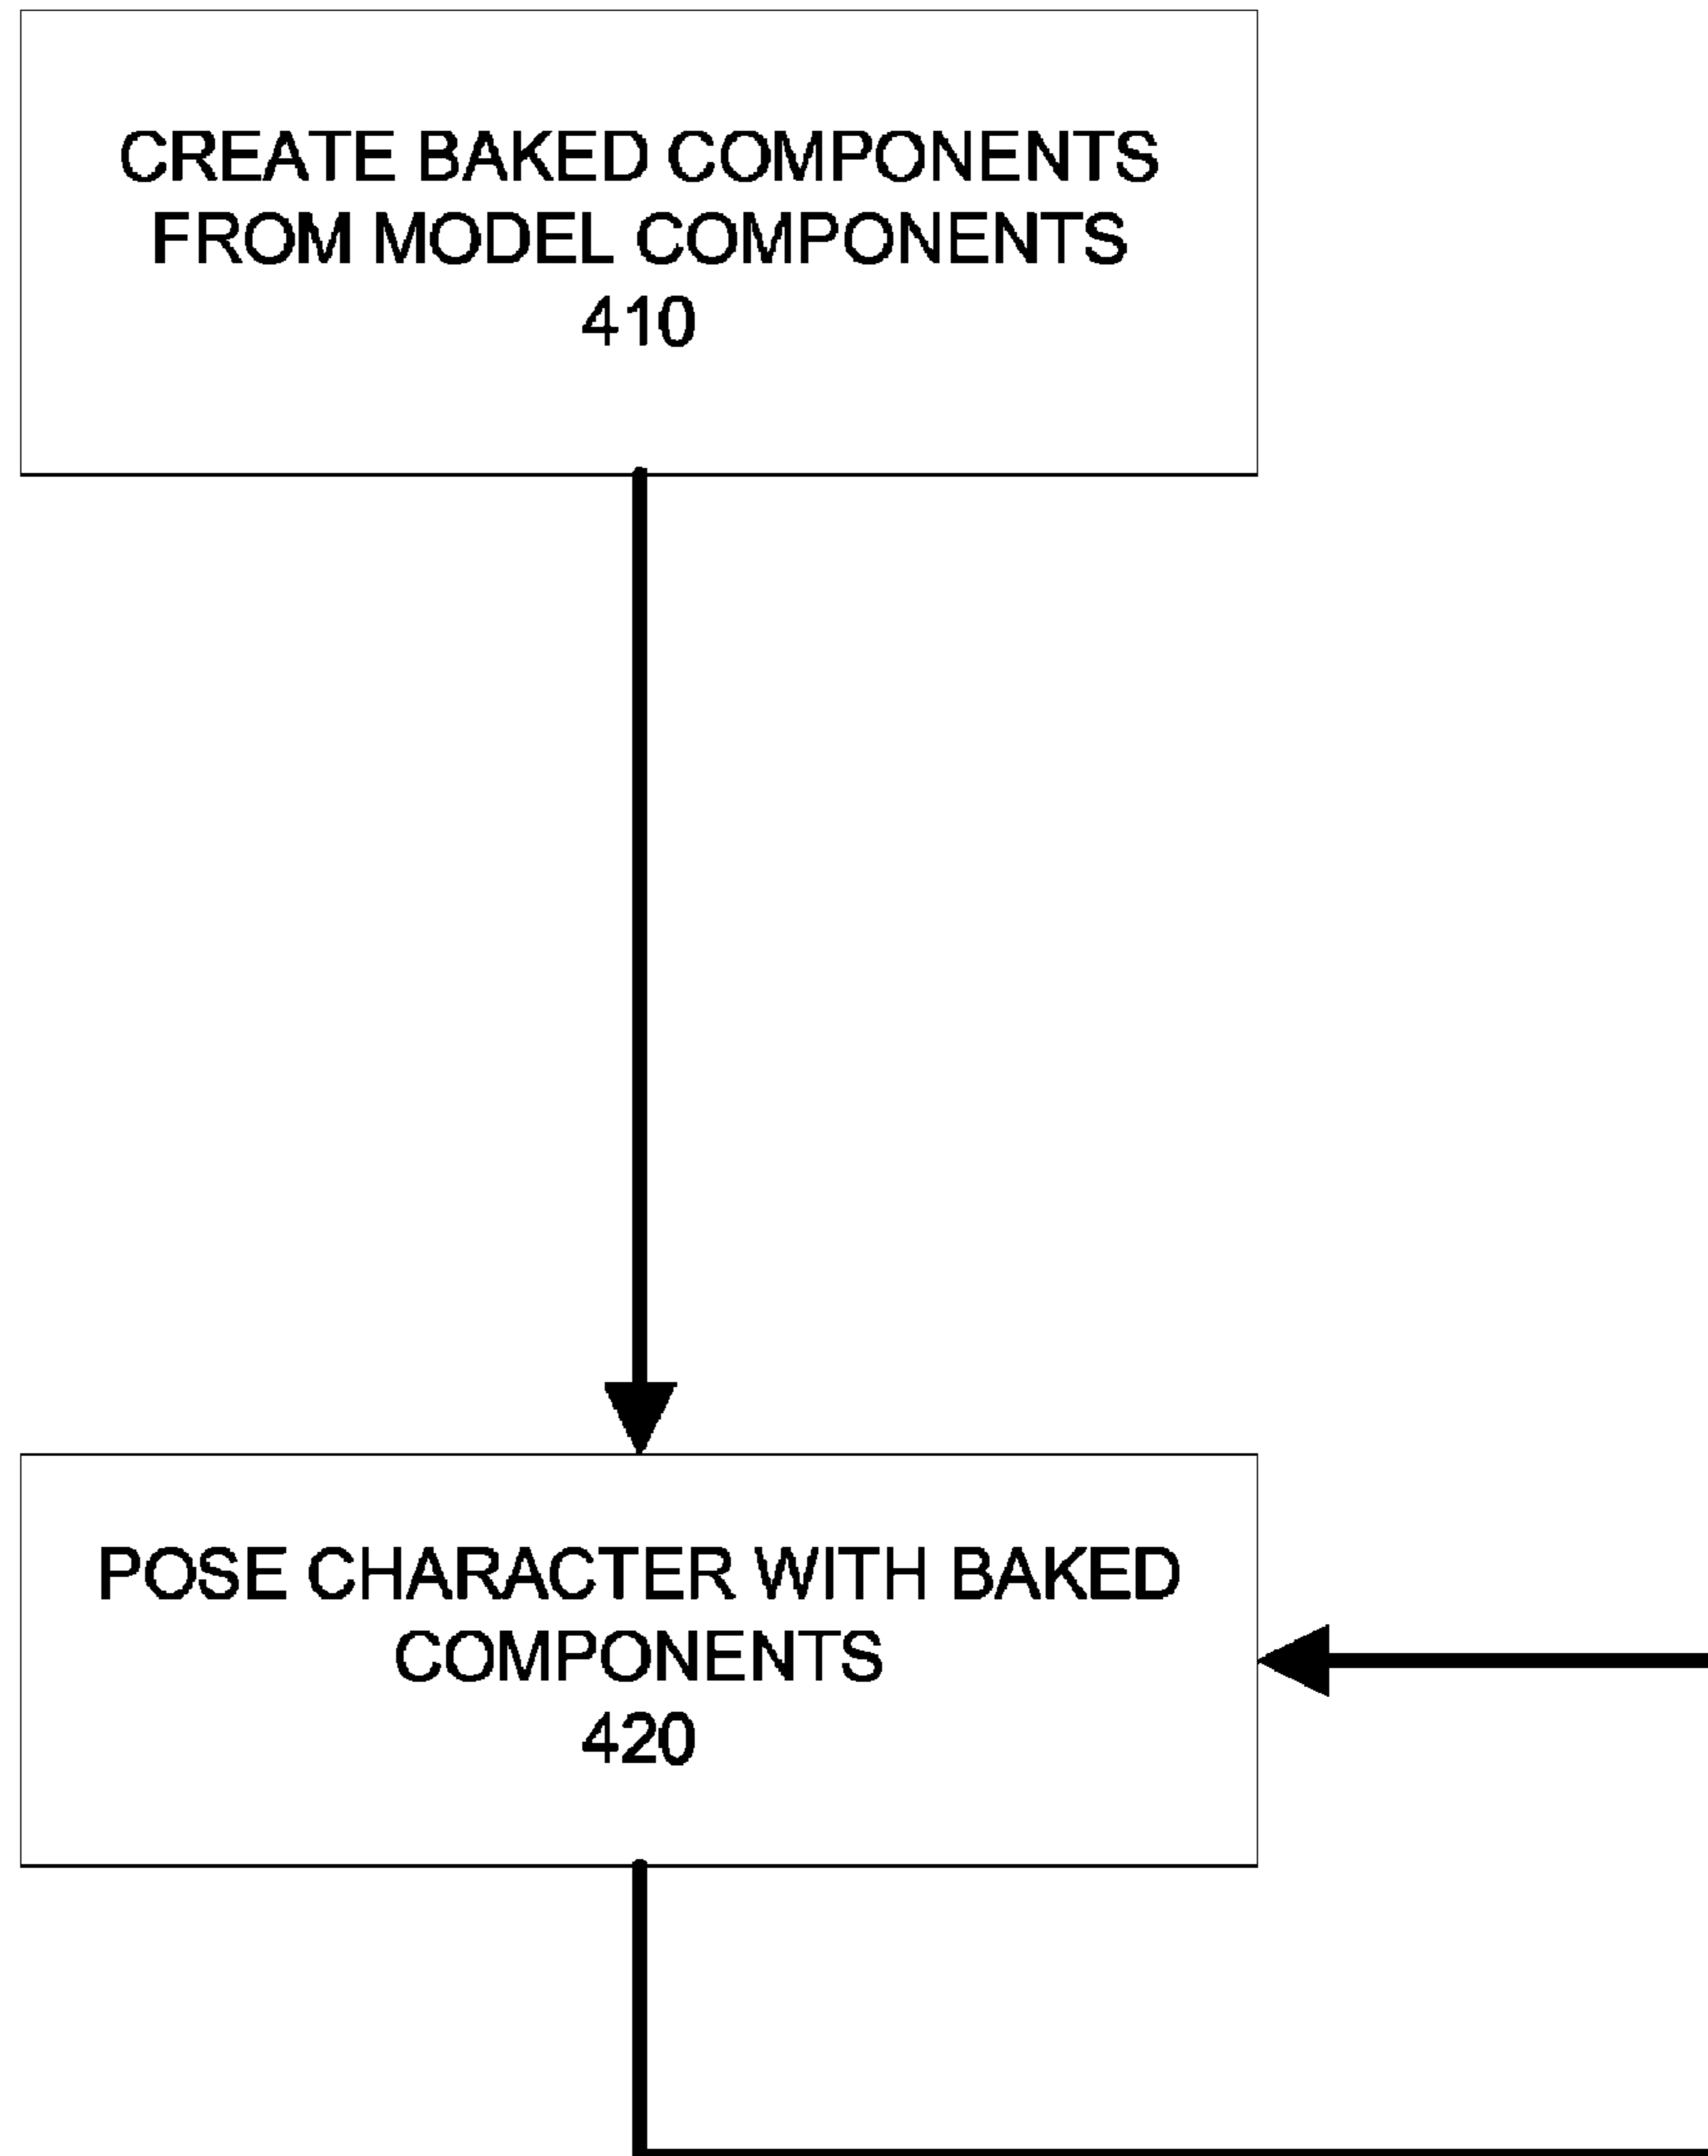 CREATE BAKED COMPONENTS
FROM MODEL COMPONENTS
410
POSE CHARACTER WITH BAKED
COMPONENTS
420